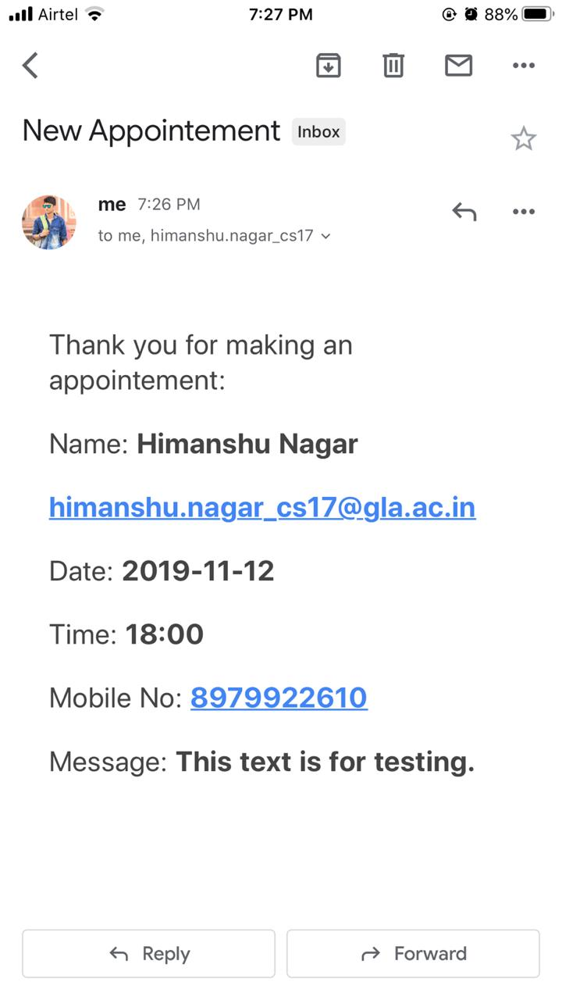 Airtel 7:27 PM 88%
New Appointement Inbox
me 7:26 PM
to me, himanshu.nagar_cs17
Thank you for making an
appointement:
Name: Himanshu Nagar
himanshu.nagar_cs17@gla.ac.in
Date: 2019-11-12
Time: 18:00
Mobile No: 8979922610
Message: This text is for testing.
Reply Forward